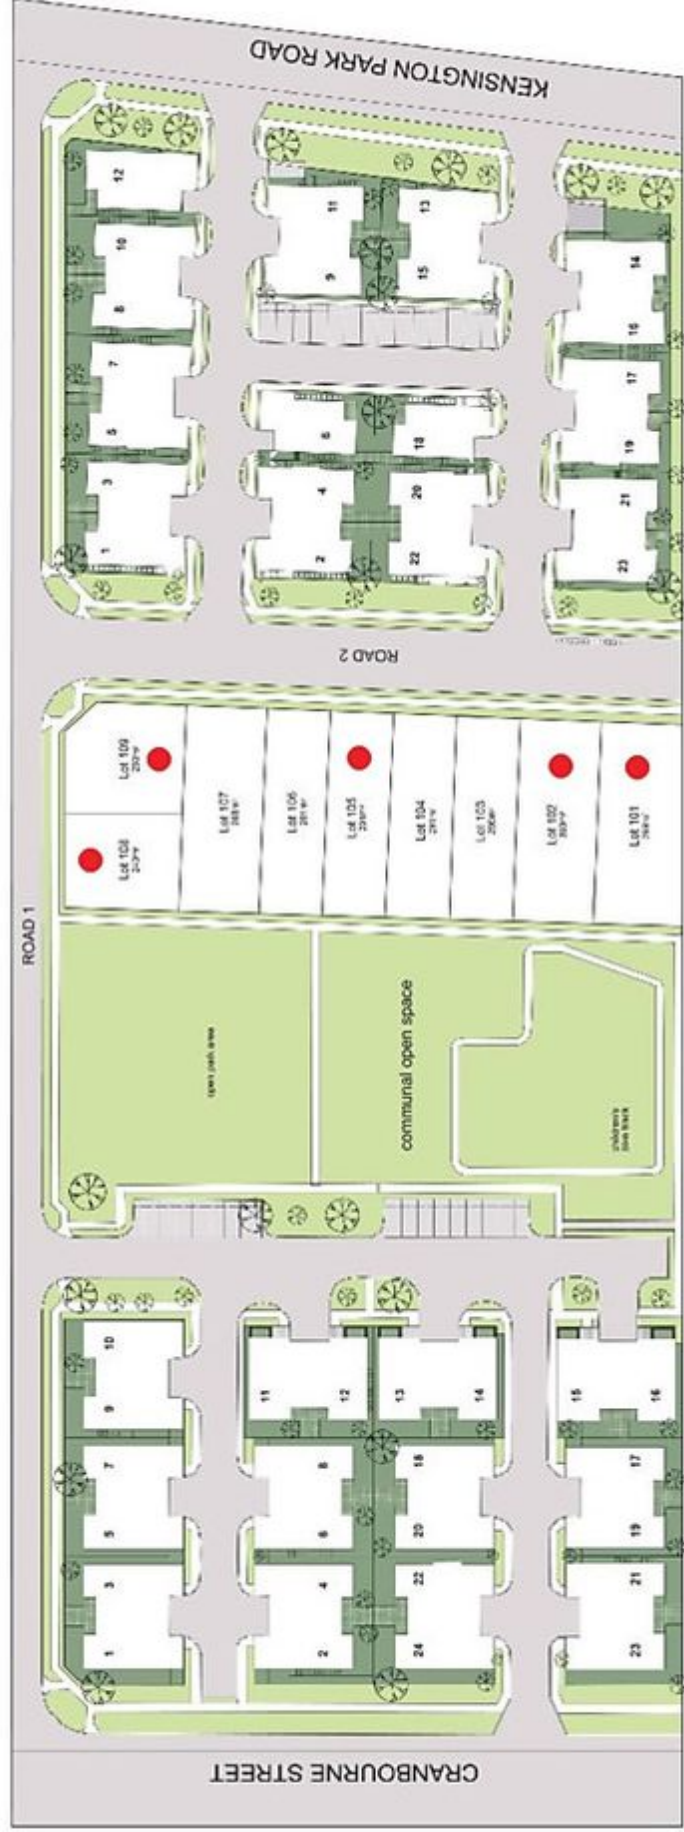 KENSINGTON PARK ROAD
12
10
8
7
5
3
1
11
9
13
15
6
4
2
18
20
22
14
16
17
19
21
23
ROAD 2
ROAD 1
Lot 109
Lot 108
Lot 107
Lot 106
Lot 105
Lot 104
Lot 103
Lot 102
Lot 101
open park area
communal open space
children's
10
9
7
5
3
1
11
12
13
14
15
16
8
6
4
2
18
20
22
24
17
19
21
23
CRANBOURNE STREET